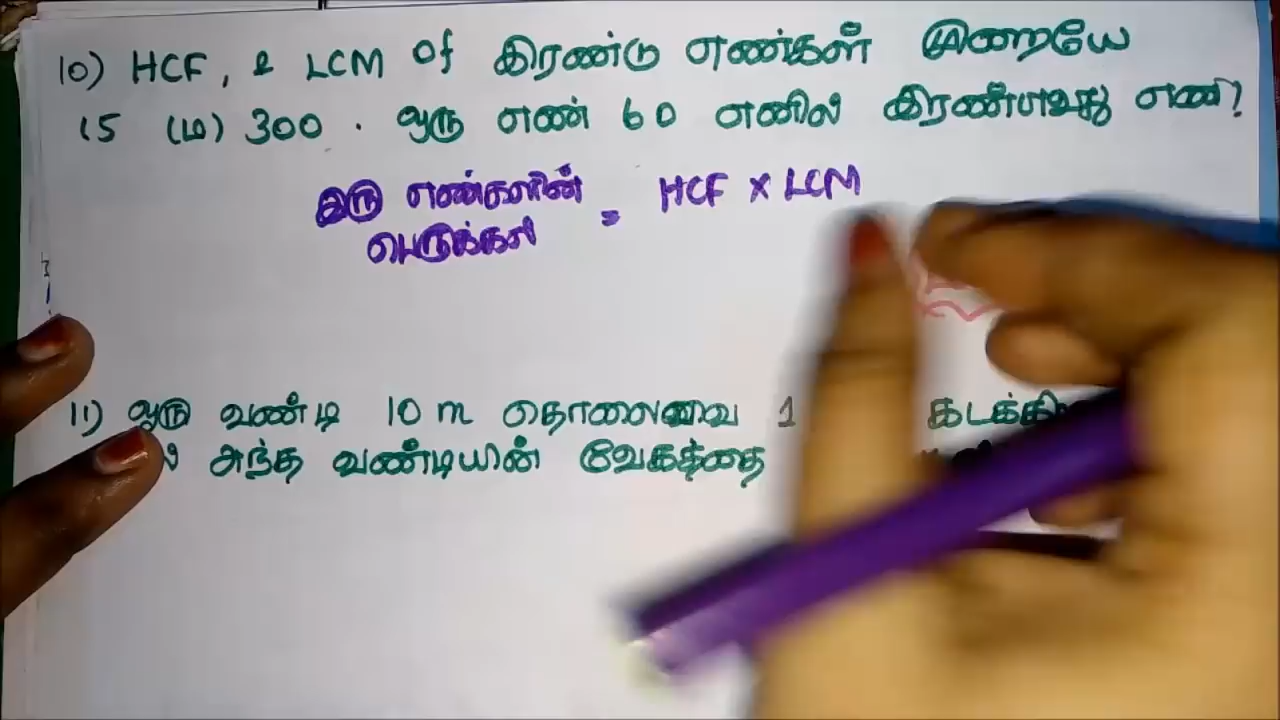 10) HCF, & LCM of இரண்டு எண்கள் முறையே
15 (ம) 300 . ஒரு எண் 60 எனில் இரண்டாவது எண்?
இரு எண்களின்
பெருக்கல் = HCF x LCM
11) ஒரு வண்டி 10 m தொலைவை 1
அந்த வண்டியின் வேகத்தை